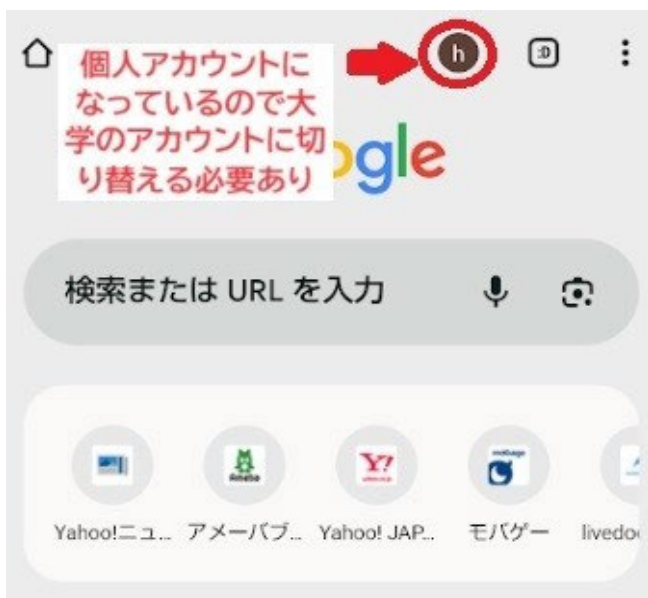 h
:D
個人アカウントに
なっているので大
学のアカウントに切
り替える必要あり
ogle
検索または URL を入力
Yahoo!ニュ...
アメーバブ...
Yahoo! JAP...
モバゲー
livedo